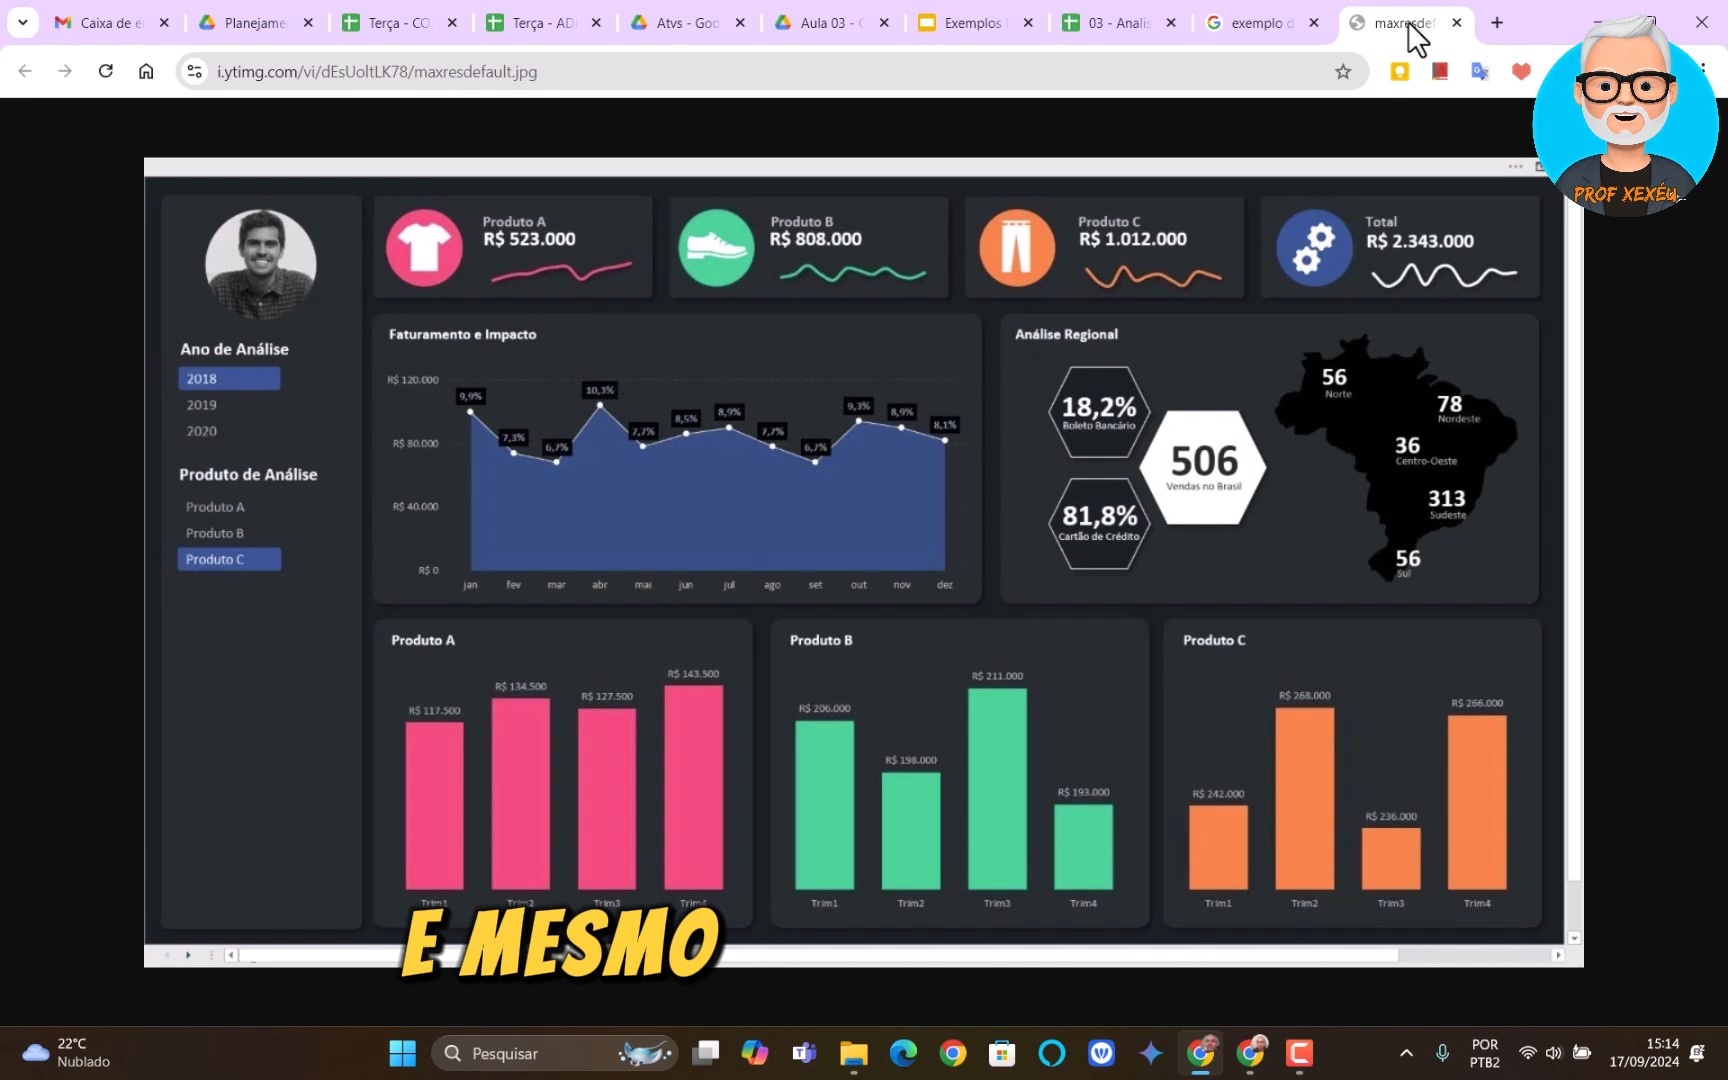 Caixa de e
Planejame
Terça - CO
Terça - ADI
Atvs - Goo
Aula 03 - C
Exemplos
03 - Analis
exemplo d
maxresdef
i.ytimg.com/vi/dEsUoltLK78/maxresdefault.jpg
PROF XEXÉU...
Ano de Análise
2018
2019
2020
Produto de Análise
Produto A
Produto B
Produto C
Produto A
R$ 523.000
Produto B
R$ 808.000
Produto C
R$ 1.012.000
Total
R$ 2.343.000
Faturamento e Impacto
R$ 120.000
R$ 80.000
R$ 40.000
R$ 0
9,9%
7,3%
6,7%
10,3%
7,7%
8,5%
8,9%
7,7%
6,7%
9,3%
8,9%
8,1%
jan fev mar abr mai jun jul ago set out nov dez
Análise Regional
18,2%
Boleto Bancário
81,8%
Cartão de Crédito
506
Vendas no Brasil
56
Norte
78
Nordeste
36
Centro-Oeste
313
Sudeste
56
Sul
Produto A
R$ 117.500
R$ 134.500
R$ 127.500
R$ 143.500
Trim1 Trim2
Produto B
R$ 206.000
R$ 198.000
R$ 211.000
R$ 193.000
Trim1 Trim2 Trim3 Trim4
Produto C
R$ 242.000
R$ 268.000
R$ 236.000
R$ 266.000
Trim1 Trim2 Trim3 Trim4
E MESMO
22°C
Nublado
Pesquisar
POR
PTB2
15:14
17/09/2024